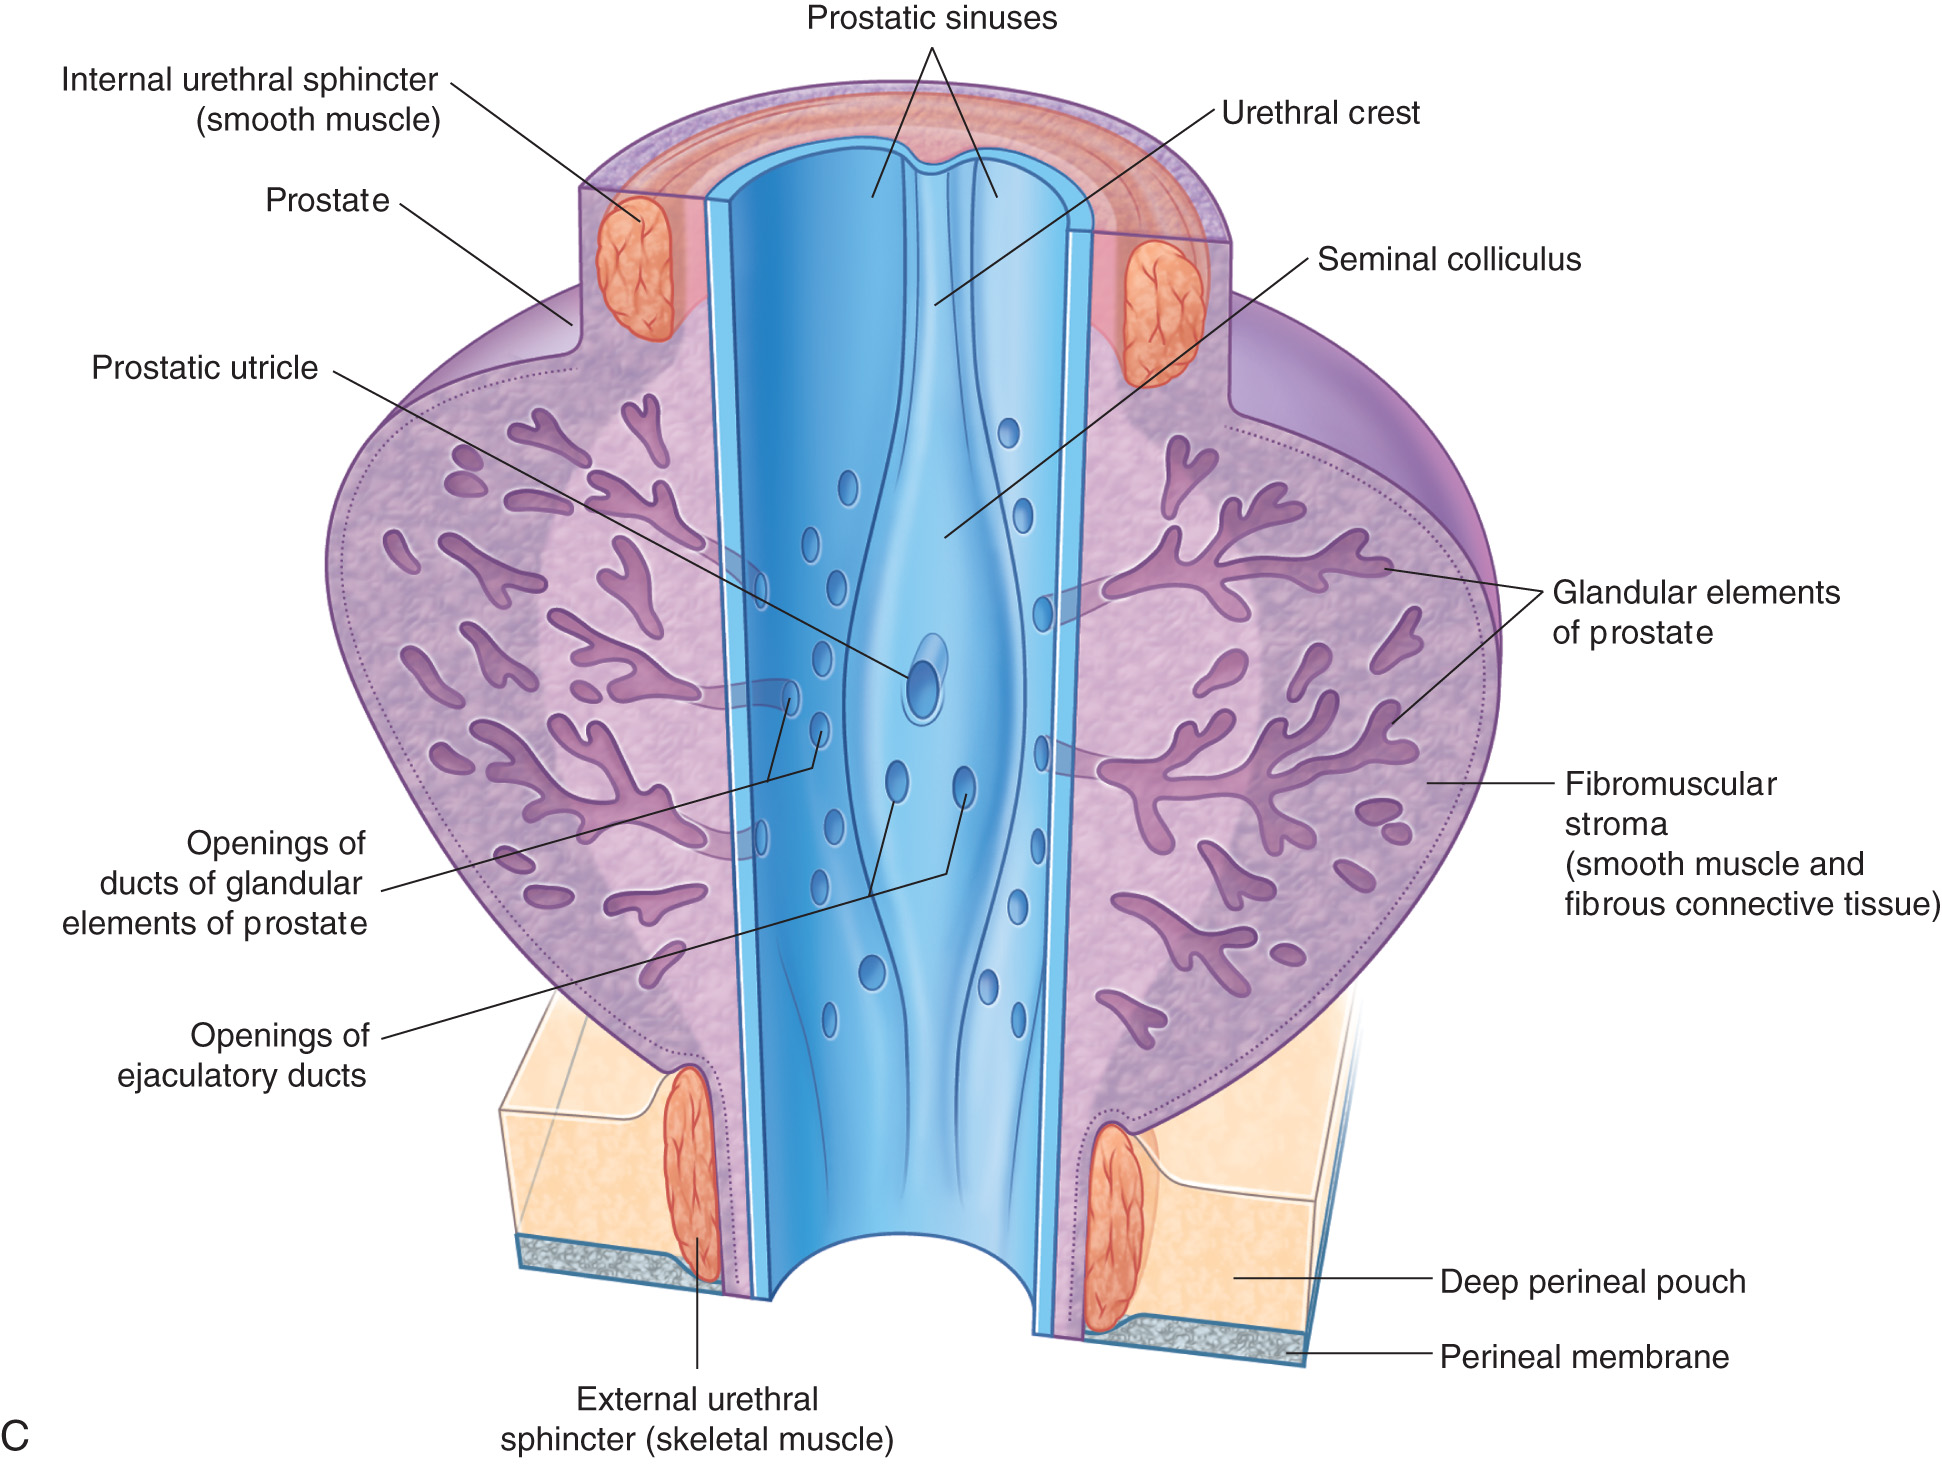 Prostatic sinuses
Internal urethral sphincter
(smooth muscle)
Urethral crest
Prostate
Seminal colliculus
Prostatic utricle
Glandular elements
of prostate
Fibromuscular
stroma
(smooth muscle and
fibrous connective tissue)
Openings of
ducts of glandular
elements of prostate
Openings of
ejaculatory ducts
Deep perineal pouch
Perineal membrane
External urethral
sphincter (skeletal muscle)
C